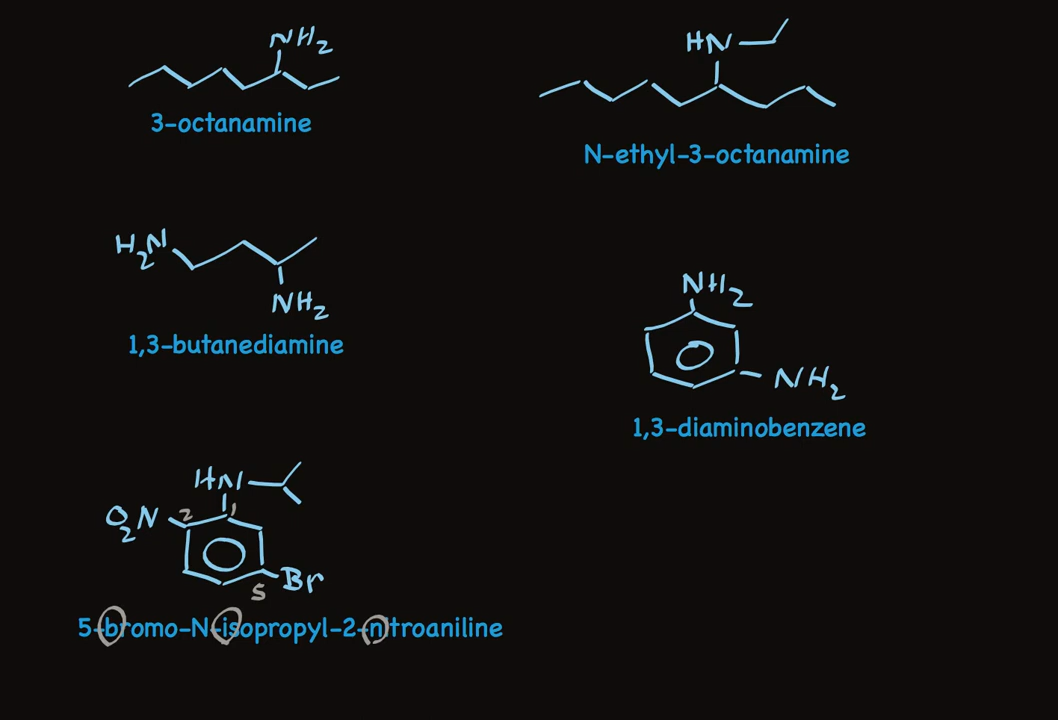 NH2
3-octanamine
HN
N-ethyl-3-octanamine
H2N
NH2
1,3-butanediamine
NH2
NH2
1,3-diaminobenzene
HN
O2N 2 1
5 Br
5-bromo-N-isopropyl-2-nitroaniline